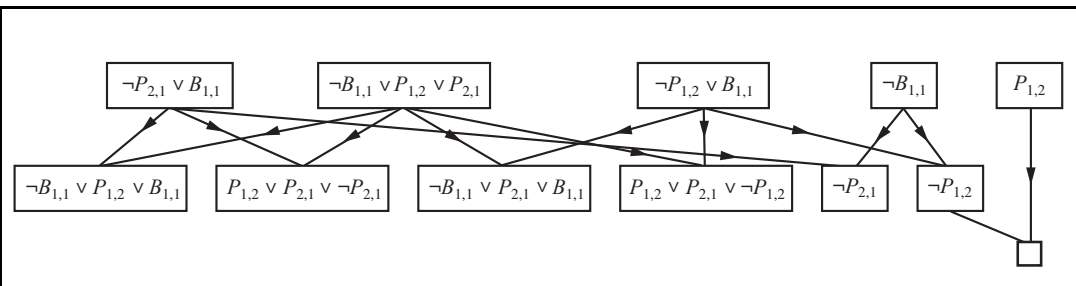 ¬P₂,₁ ∨ B₁,₁
¬B₁,₁ ∨ P₁,₂ ∨ P₂,₁
¬P₁,₂ ∨ B₁,₁
¬B₁,₁
P₁,₂
¬B₁,₁ ∨ P₁,₂ ∨ B₁,₁
P₁,₂ ∨ P₂,₁ ∨ ¬P₂,₁
¬B₁,₁ ∨ P₂,₁ ∨ B₁,₁
P₁,₂ ∨ P₂,₁ ∨ ¬P₁,₂
¬P₂,₁
¬P₁,₂